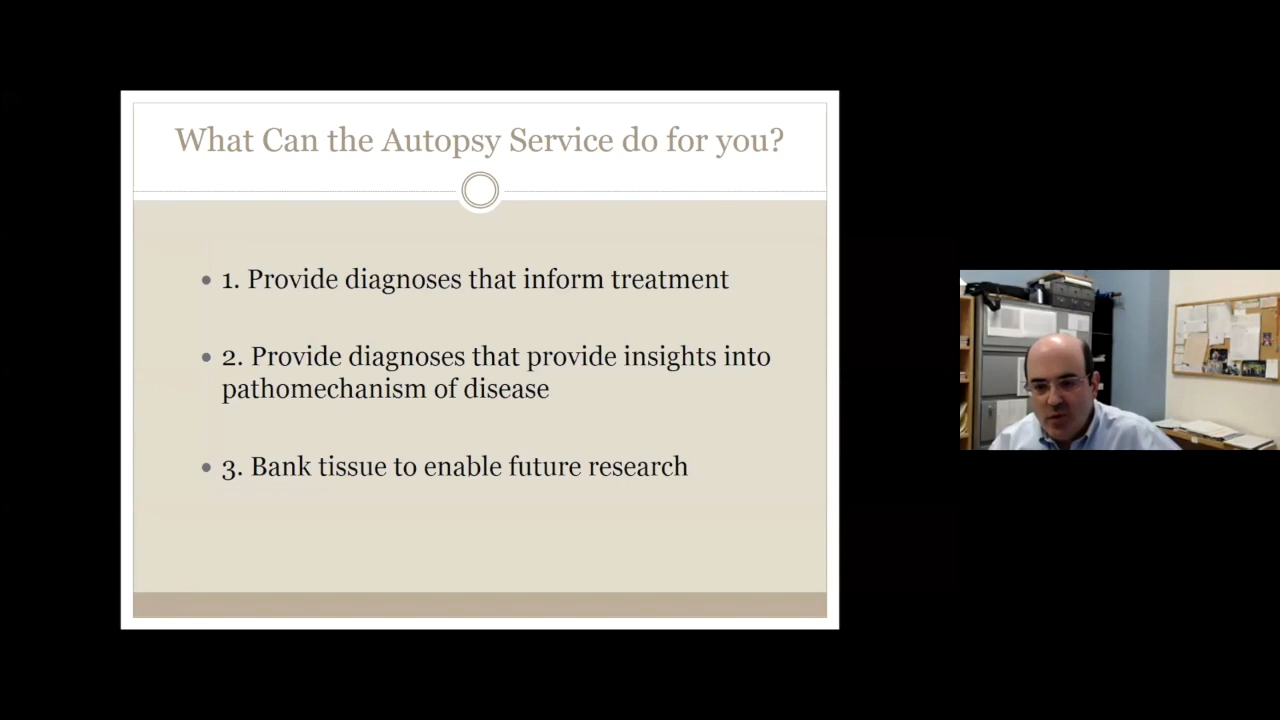 What Can the Autopsy Service do for you?
• 1. Provide diagnoses that inform treatment
• 2. Provide diagnoses that provide insights into
pathomechanism of disease
• 3. Bank tissue to enable future research